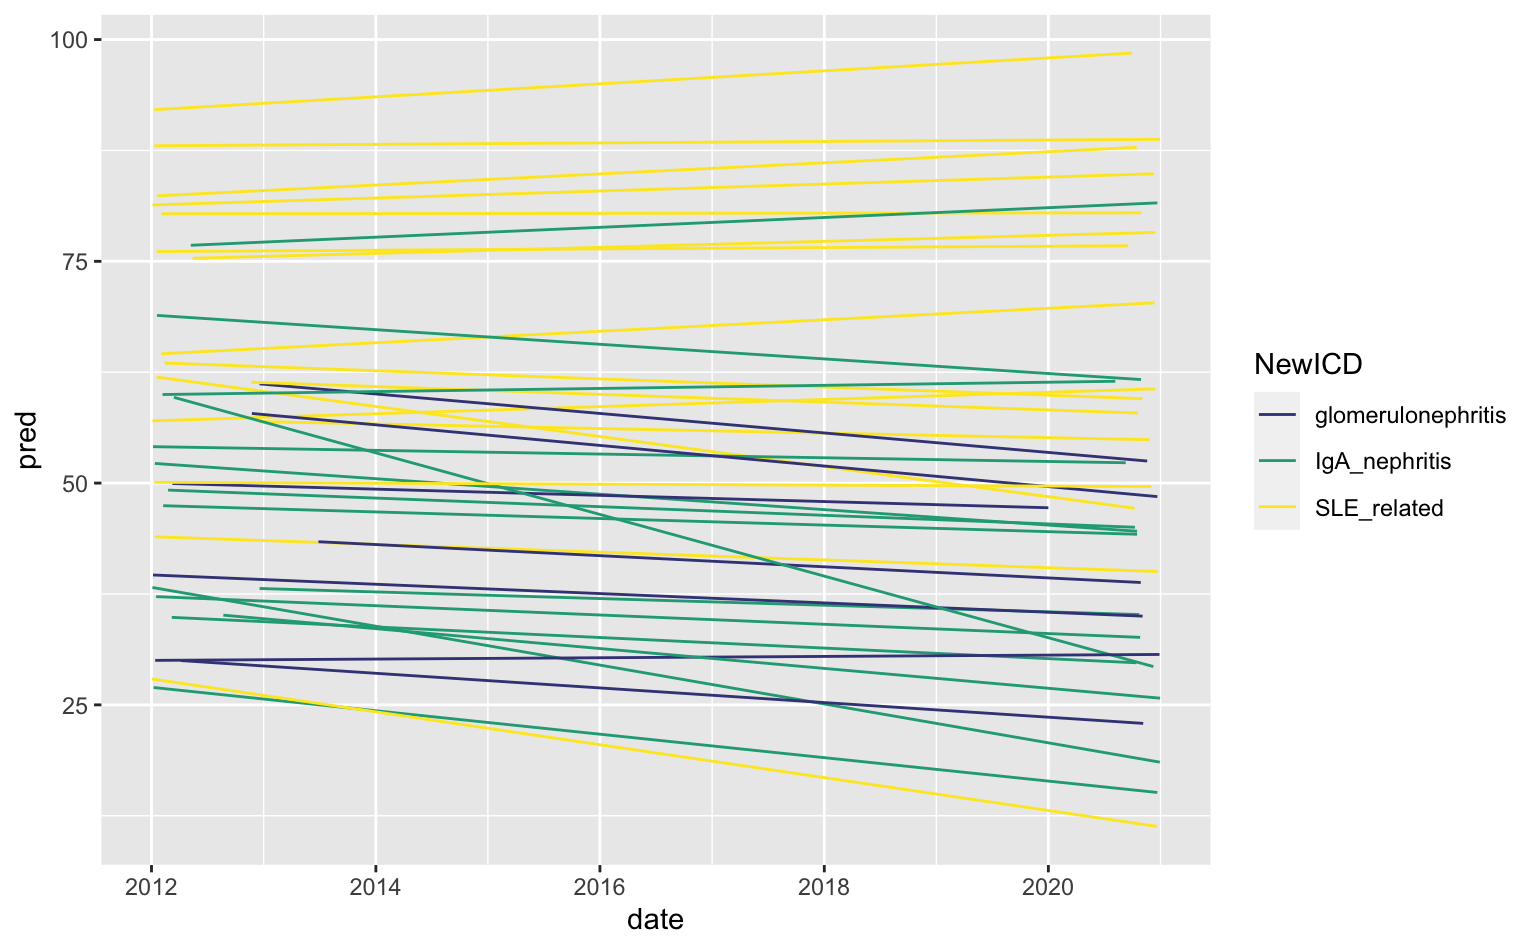 100
75
50
25
pred
2012 2014 2016 2018 2020
date
NewICD
glomerulonephritis
IgA_nephritis
SLE_related